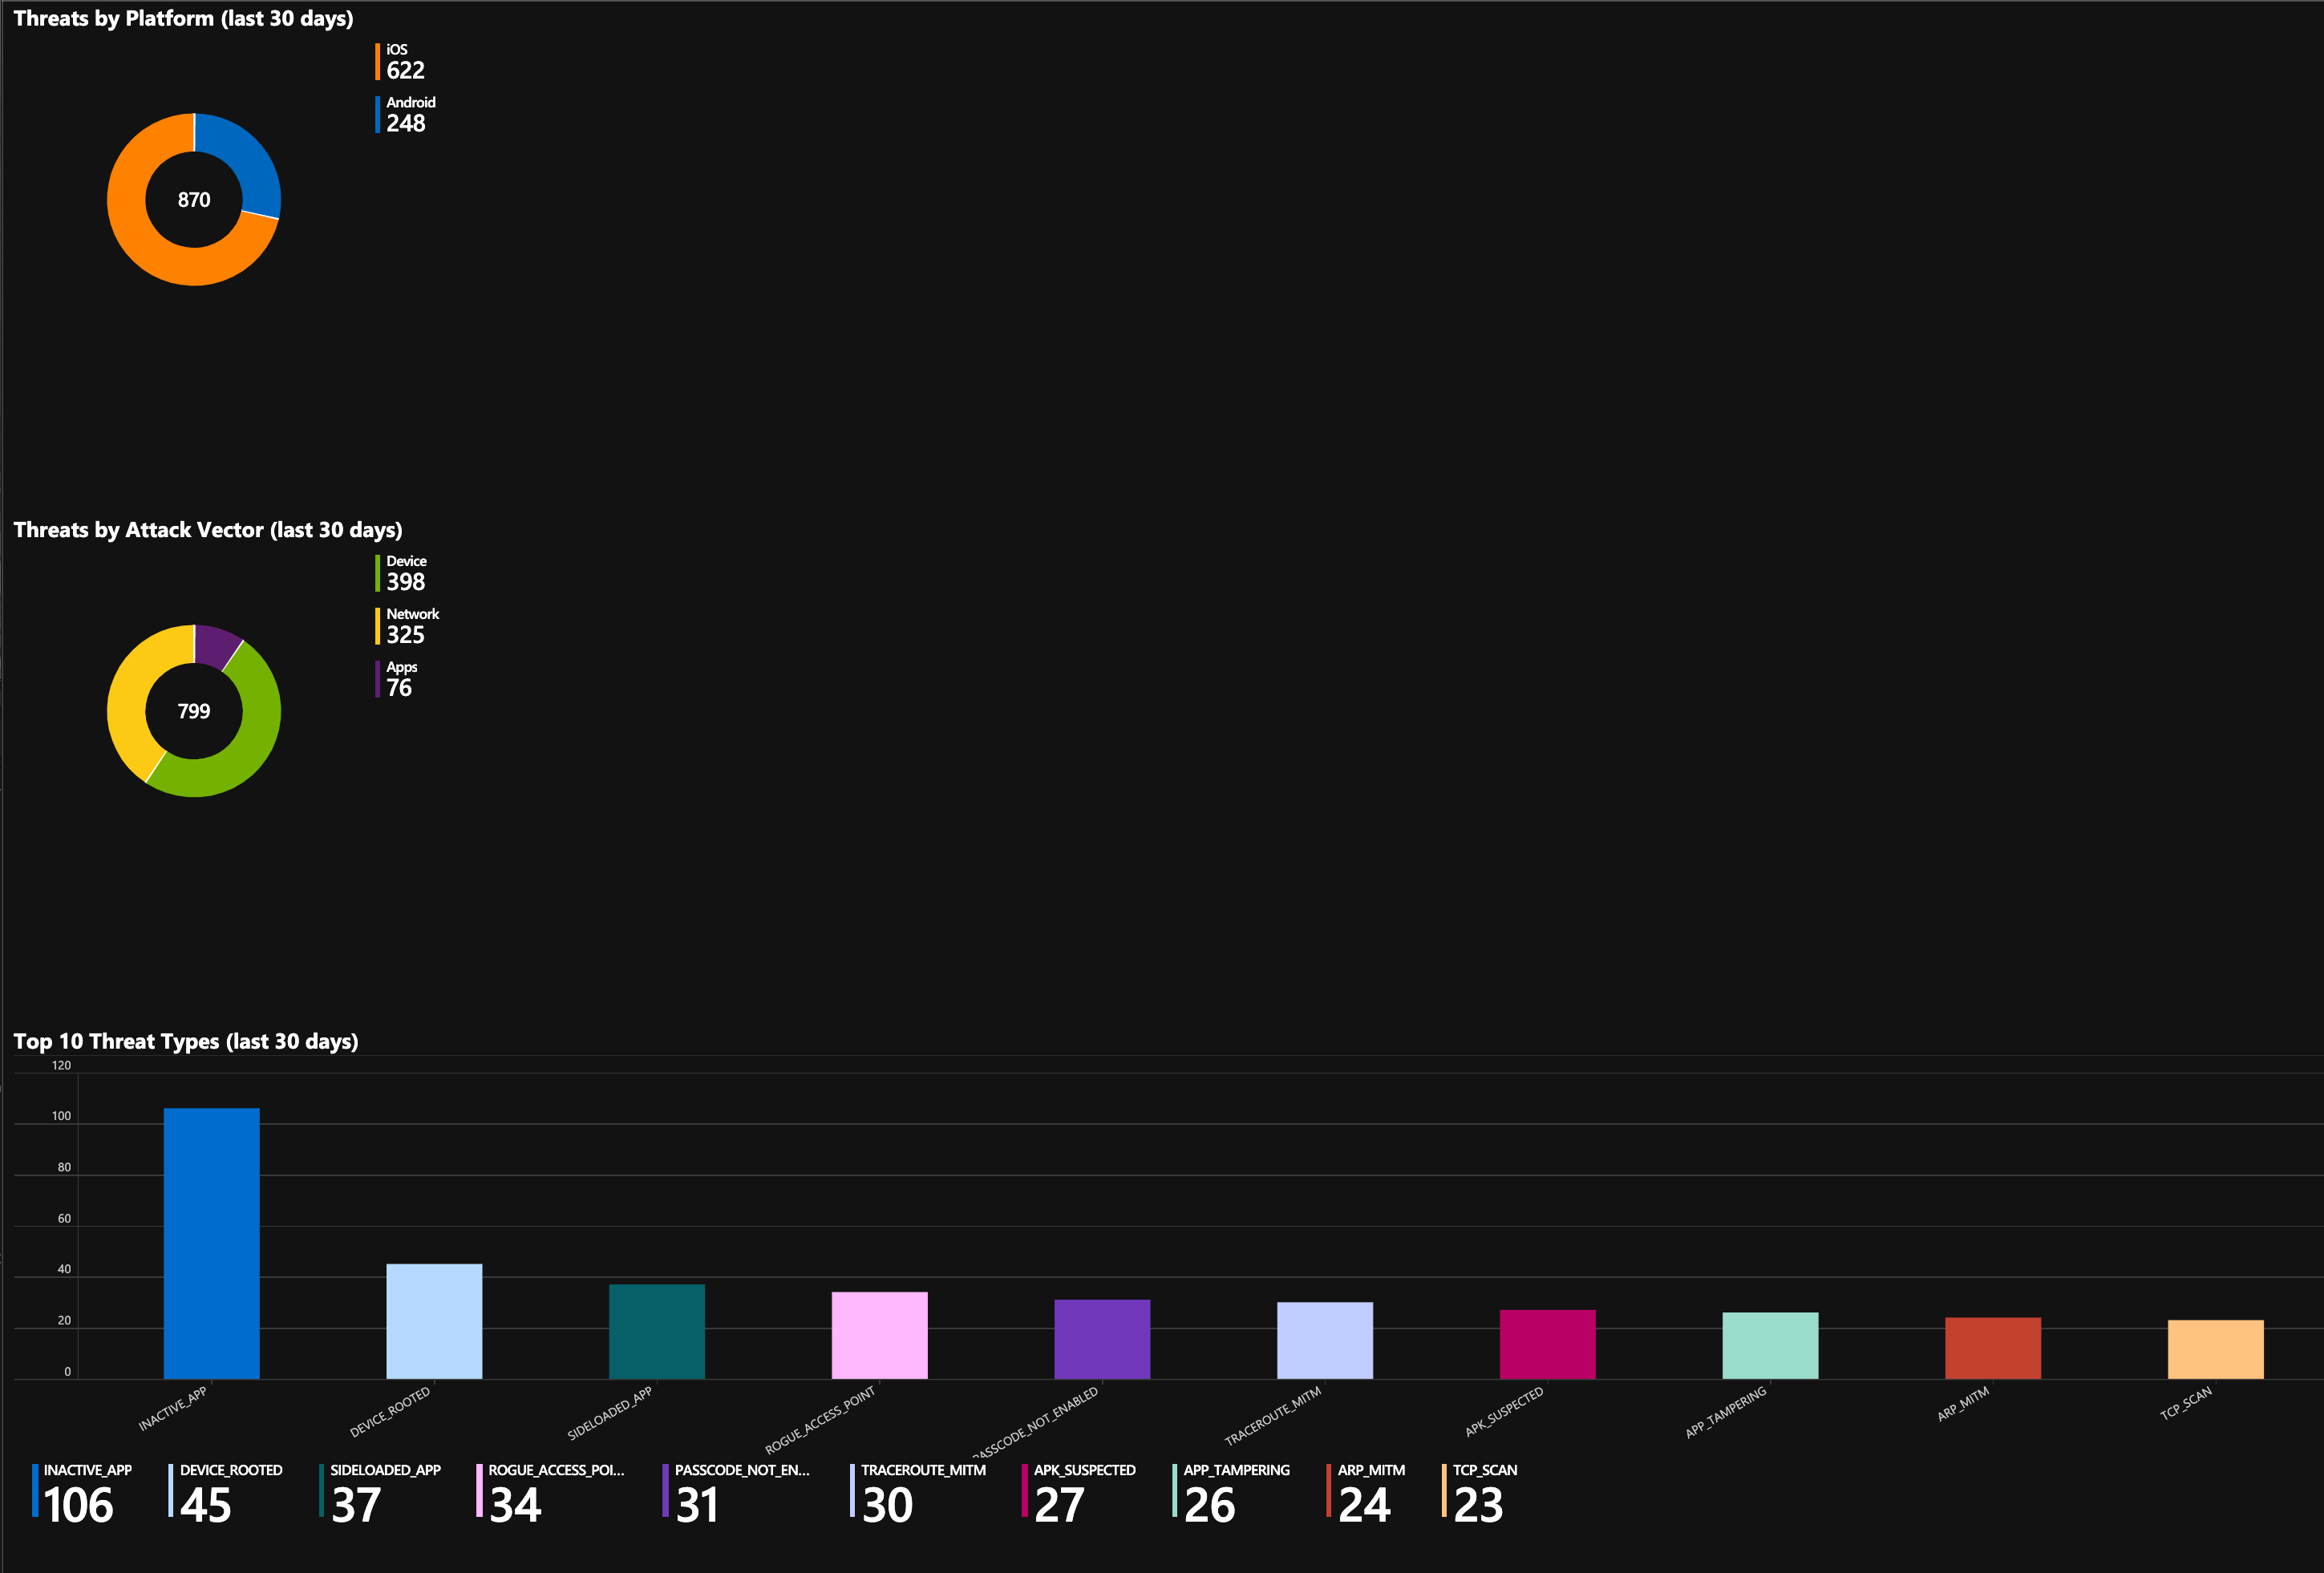 Threats by Platform (last 30 days)
iOS
622
Android
248
870
Threats by Attack Vector (last 30 days)
Device
398
Network
325
Apps
76
799
Top 10 Threat Types (last 30 days)
120
100
80
60
40
20
0
INACTIVE_APP
DEVICE_ROOTED
SIDELOADED_APP
ROGUE_ACCESS_POINT
PASSCODE_NOT_ENABLED
TRACEROUTE_MITM
APK_SUSPECTED
APP_TAMPERING
ARP_MITM
TCP_SCAN
INACTIVE_APP
106
DEVICE_ROOTED
45
SIDELOADED_APP
37
ROGUE_ACCESS_POI...
34
PASSCODE_NOT_EN...
31
TRACEROUTE_MITM
30
APK_SUSPECTED
27
APP_TAMPERING
26
ARP_MITM
24
TCP_SCAN
23